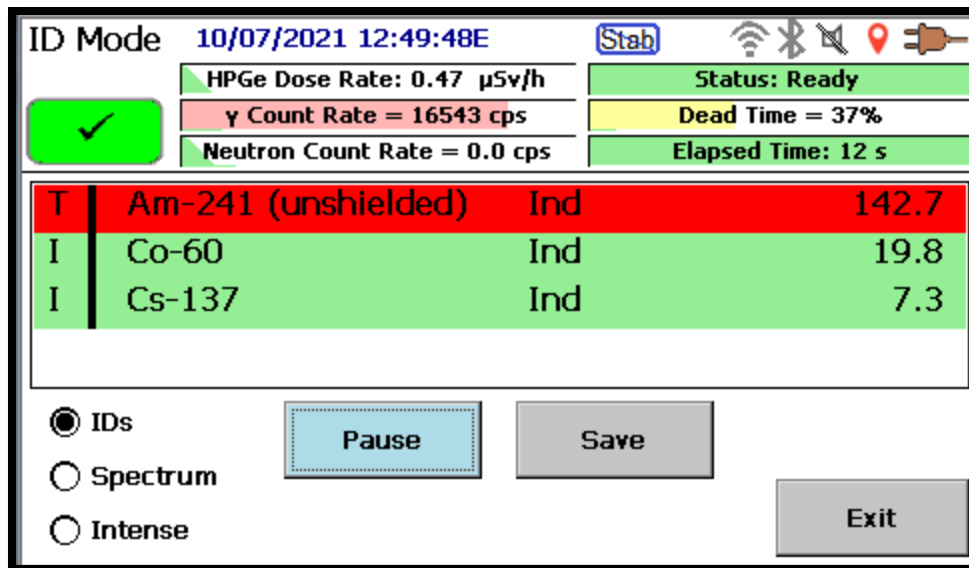 ID Mode 10/07/2021 12:49:48E Stab
HPGe Dose Rate: 0.47 µSv/h Status: Ready
γ Count Rate = 16543 cps Dead Time = 37%
Neutron Count Rate = 0.0 cps Elapsed Time: 12 s
T Am-241 (unshielded) Ind 142.7
I Co-60 Ind 19.8
I Cs-137 Ind 7.3
IDs
Pause Save
Spectrum
Exit
Intense